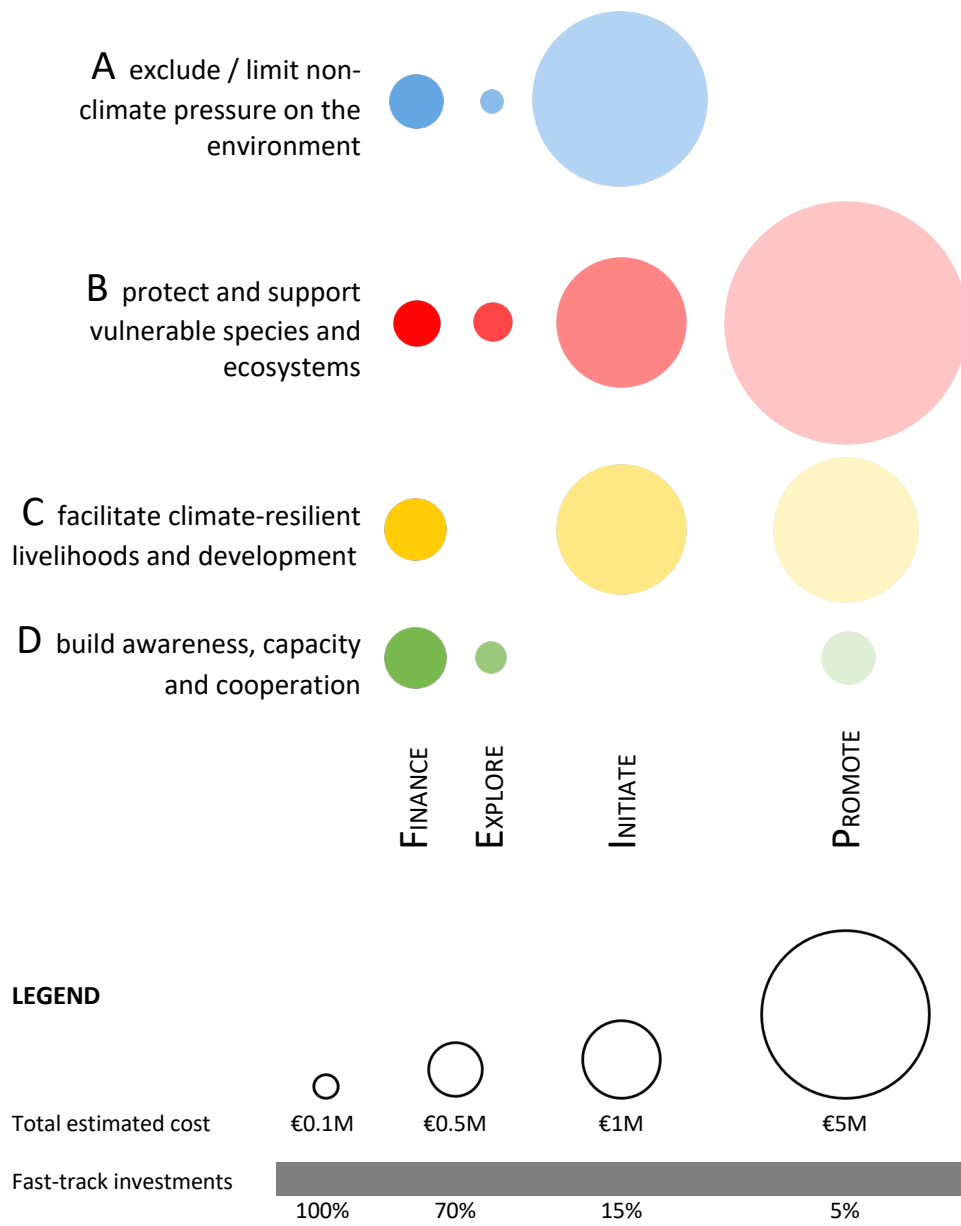 A exclude / limit non-
climate pressure on the
environment
B protect and support
vulnerable species and
ecosystems
C facilitate climate-resilient
livelihoods and development
D build awareness, capacity
and cooperation
FINANCE
EXPLORE
INITIATE
PROMOTE
LEGEND
Total estimated cost €0.1M €0.5M €1M €5M
Fast-track investments
100% 70% 15% 5%